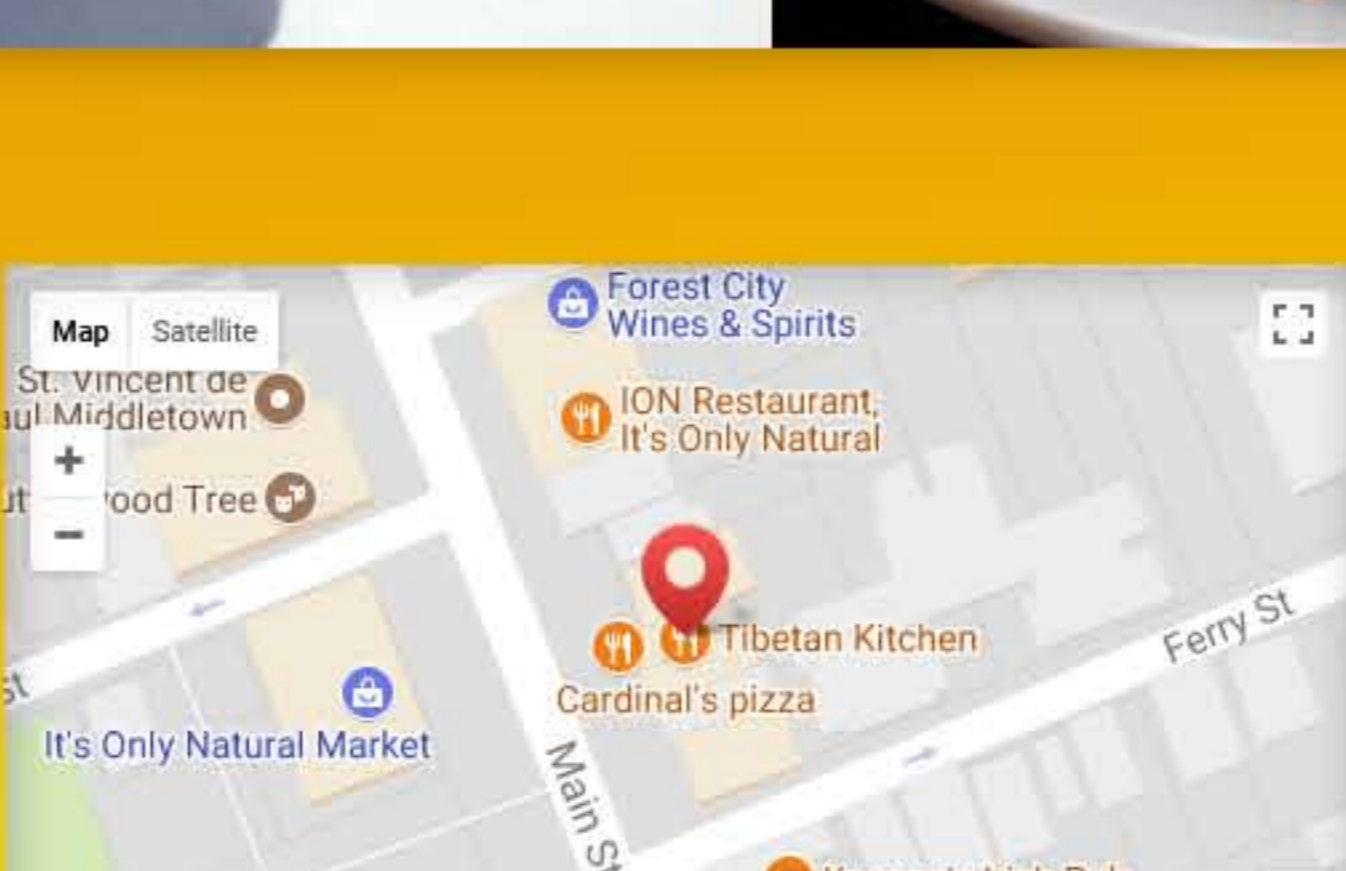 Forest City
Wines & Spirits
Map
Satellite
St. Vincent de
Middletown
ION Restaurant,
It's Only Natural
+
Tree
−
Tibetan Kitchen
Ferry St
Cardinal's pizza
St
It's Only Natural Market
Main St